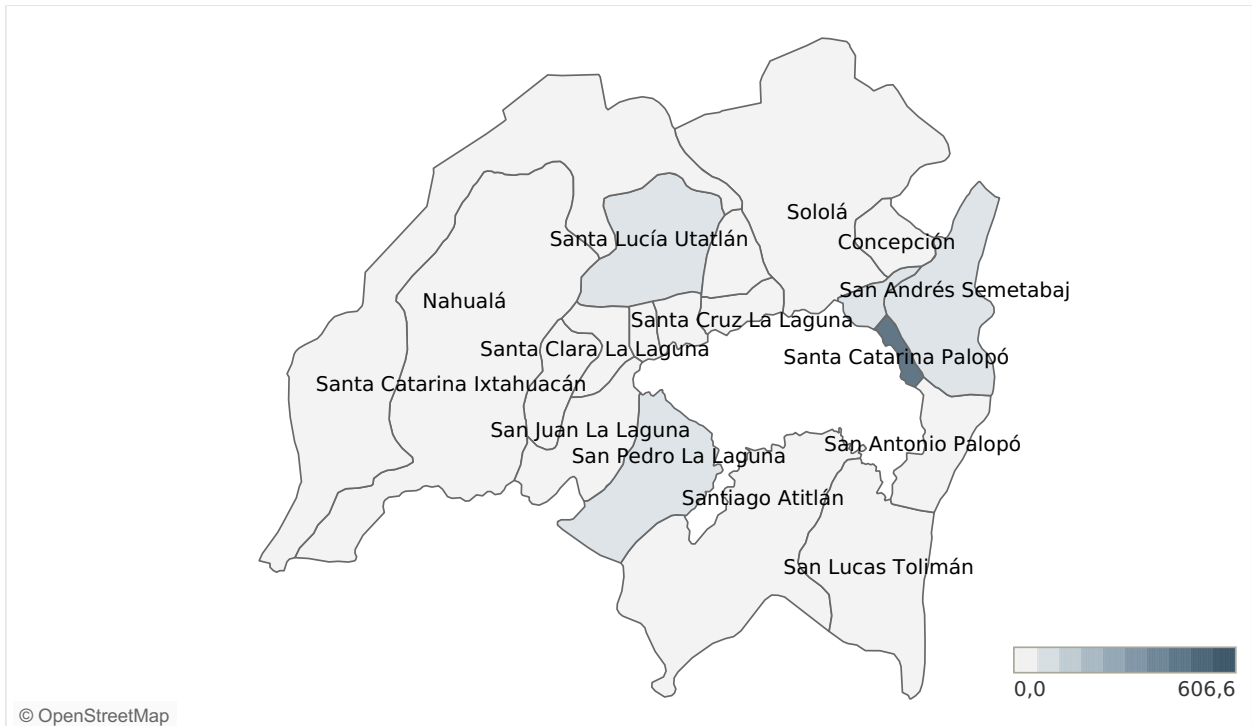 Sololá
Santa Lucía Utatlán
Concepción
San Andrés Semetabaj
Nahualá
Santa Cruz La Laguna
Santa Clara La Laguna
Santa Catarina Palopó
Santa Catarina Ixtahuacán
San Juan La Laguna
San Antonio Palopó
San Pedro La Laguna
Santiago Atitlán
San Lucas Tolimán
0,0 606,6
© OpenStreetMap